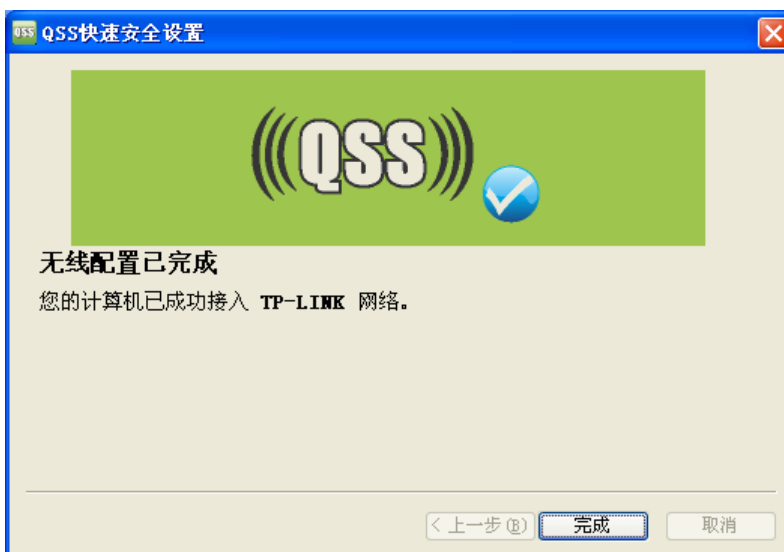 QSS QSS快速安全设置
(((QSS)))
无线配置已完成
您的计算机已成功接入 TP-LINK 网络。
< 上一步(B)
完成
取消